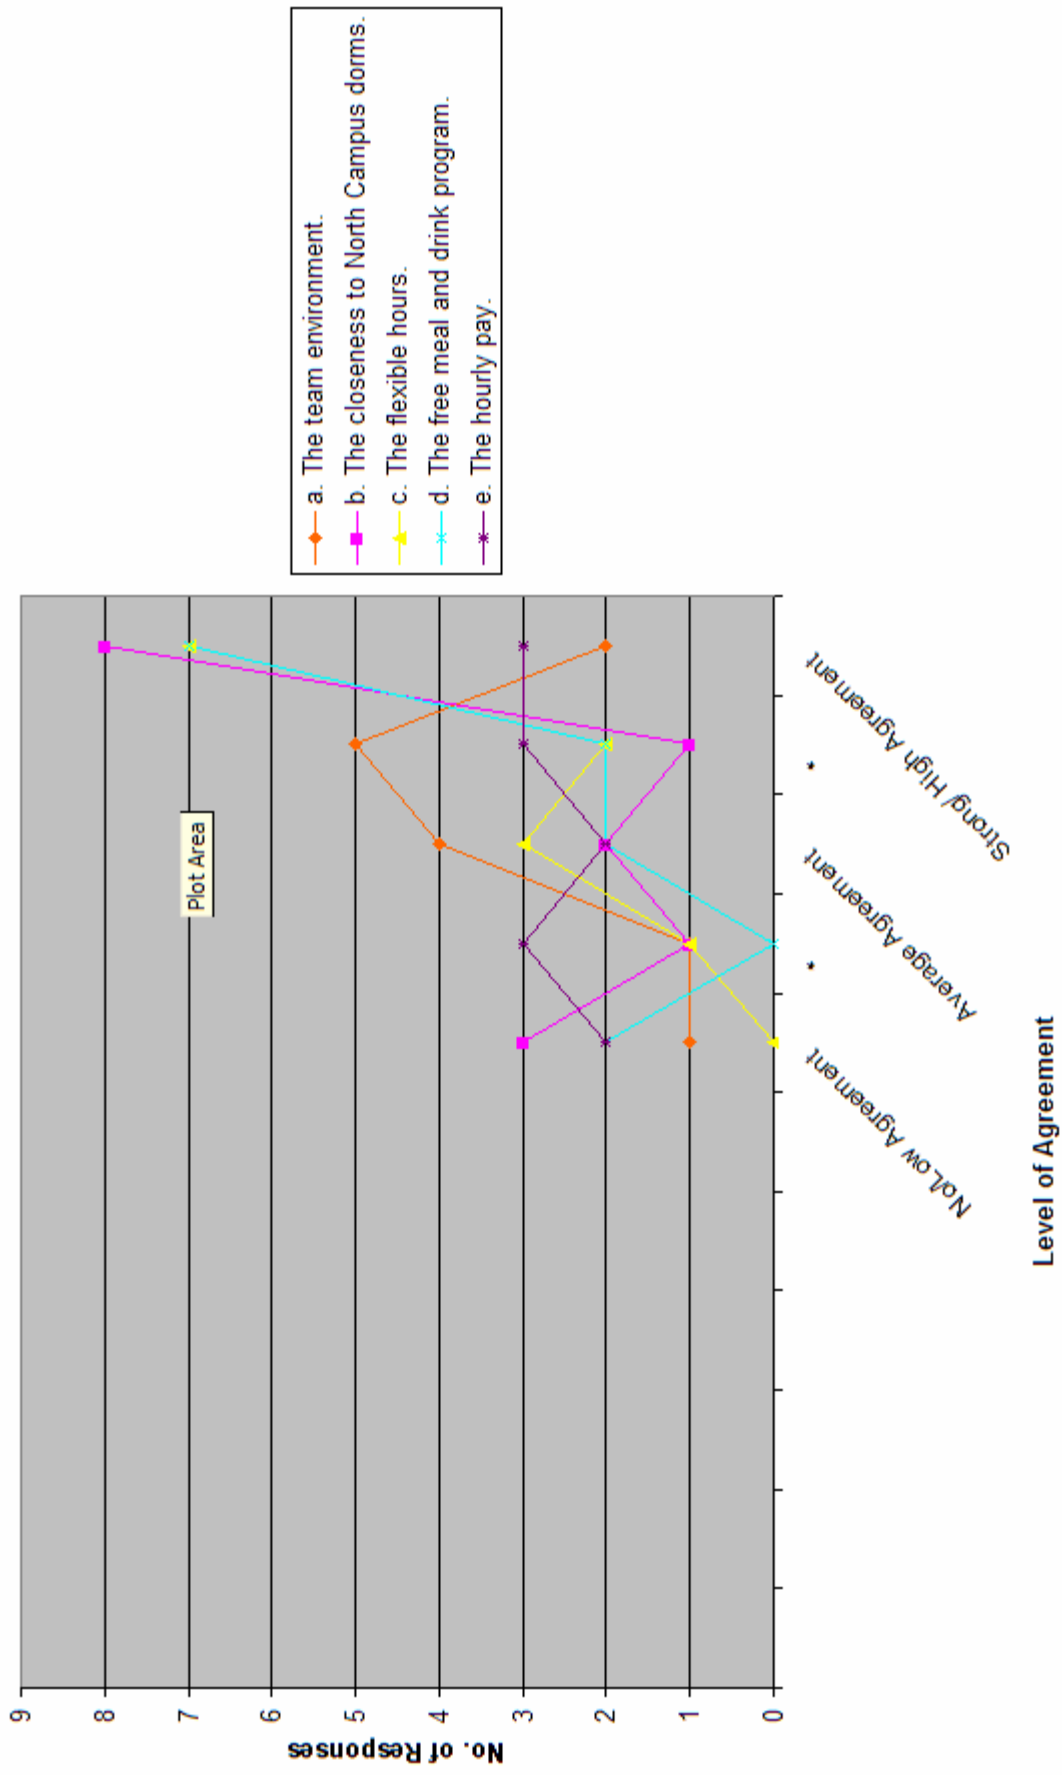 9
8
7
6
5
4
3
2
1
0
No. of Responses
Plot Area
No/Low Agreement
*
Average Agreement
*
Strong/ High Agreement
Level of Agreement
a. The team environment.
b. The closeness to North Campus dorms.
c. The flexible hours.
d. The free meal and drink program.
e. The hourly pay.